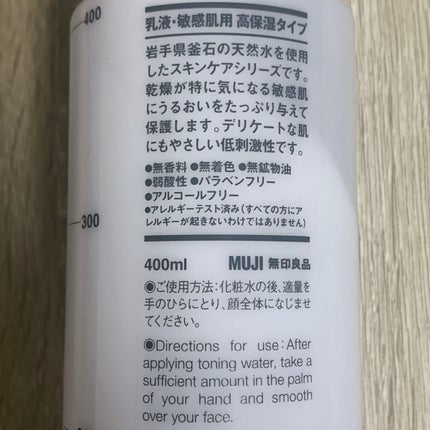 400
乳液・敏感肌用 高保湿タイプ
岩手県釜石の天然水を使用
したスキンケアシリーズです。
乾燥が特に気になる敏感肌
にうるおいをたっぷり与えて
保護します。デリケートな肌
にもやさしい低刺激性です。
●無香料 ●無着色 ●無鉱物油
●弱酸性 ●パラベンフリー
●アルコールフリー
●アレルギーテスト済み(すべての方にア
レルギーが起きないわけではありません)
300
400ml MUJI 無印良品
◉ご使用方法:化粧水の後、適量を
手のひらにとり、顔全体になじませ
てください。
◉Directions for use:After
applying toning water, take a
sufficient amount in the palm
of your hand and smooth
over your face.